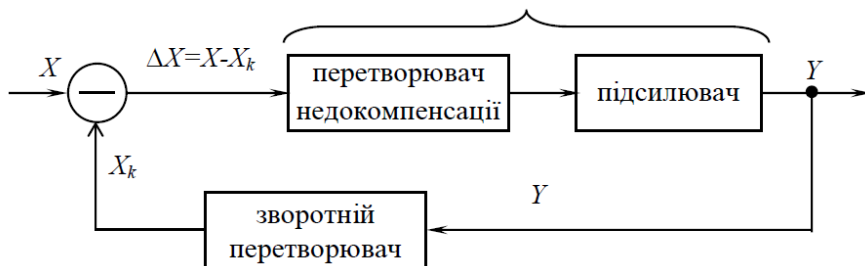 X
ΔX=X-Xₖ
перетворювач
недокомпенсації
підсилювач
Y
Xₖ
зворотній
перетворювач
Y